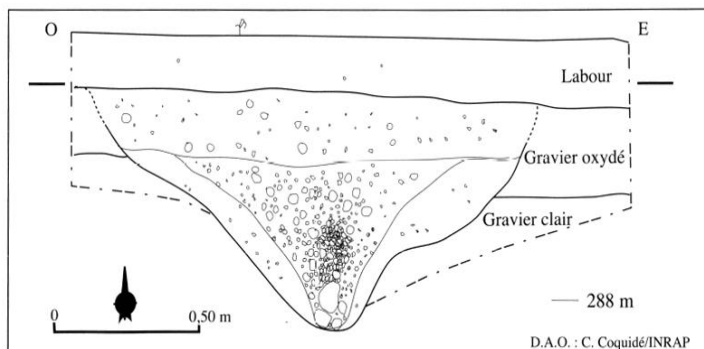 O
E
Labour
Gravier oxydé
Gravier clair
0
0,50 m
288 m
D.A.O. : C. Coquidé/INRAP